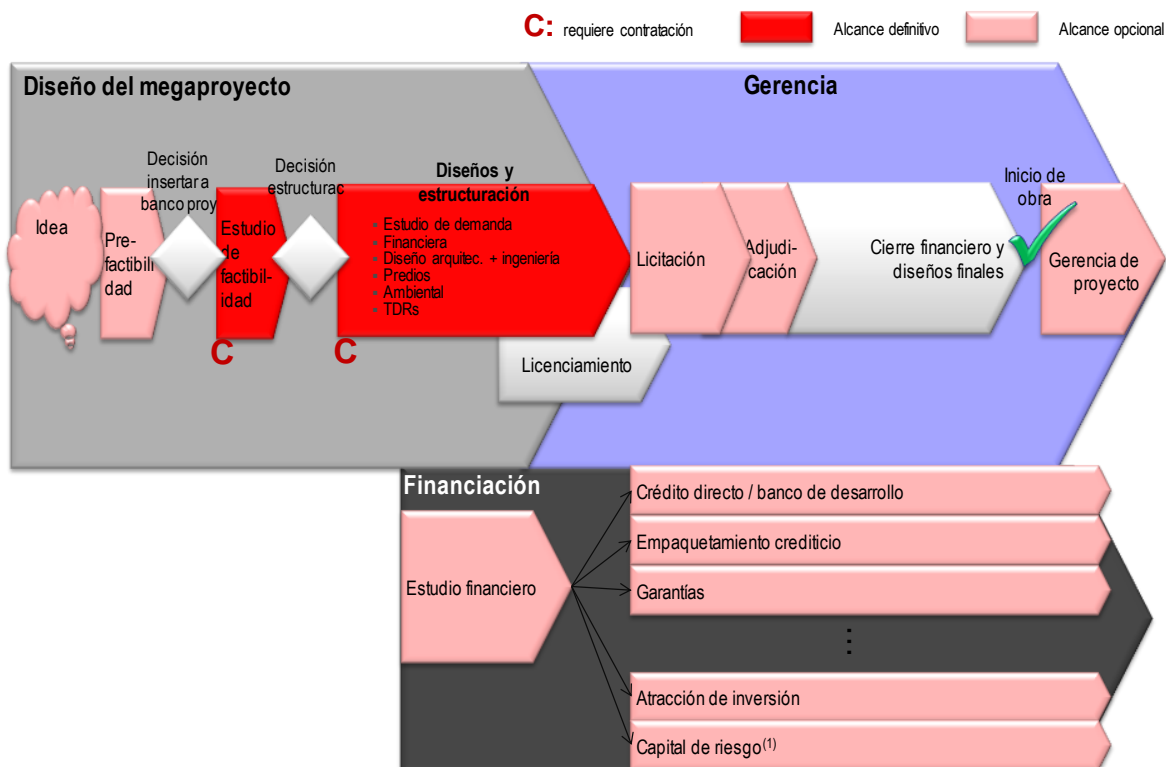 C: requiere contratación
Alcance definitivo
Alcance opcional
Diseño del megaproyecto
Gerencia
Idea
Pre-
factibili
dad
Decisión
insertar a
banco proy
Estudio
de
factibil-
idad
C
Decisión
estructurac
C
Diseños y
estructuración
Estudio de demanda
Financiera
Diseño arquitec. + ingeniería
Predios
Ambiental
TDRs
Licenciamiento
Licitación
Adjudi-
cación
Cierre financiero y
diseños finales
Inicio de
obra
Gerencia de
proyecto
Financiación
Estudio financiero
Crédito directo / banco de desarrollo
Empaquetamiento crediticio
Garantías
...
Atracción de inversión
Capital de riesgo(1)